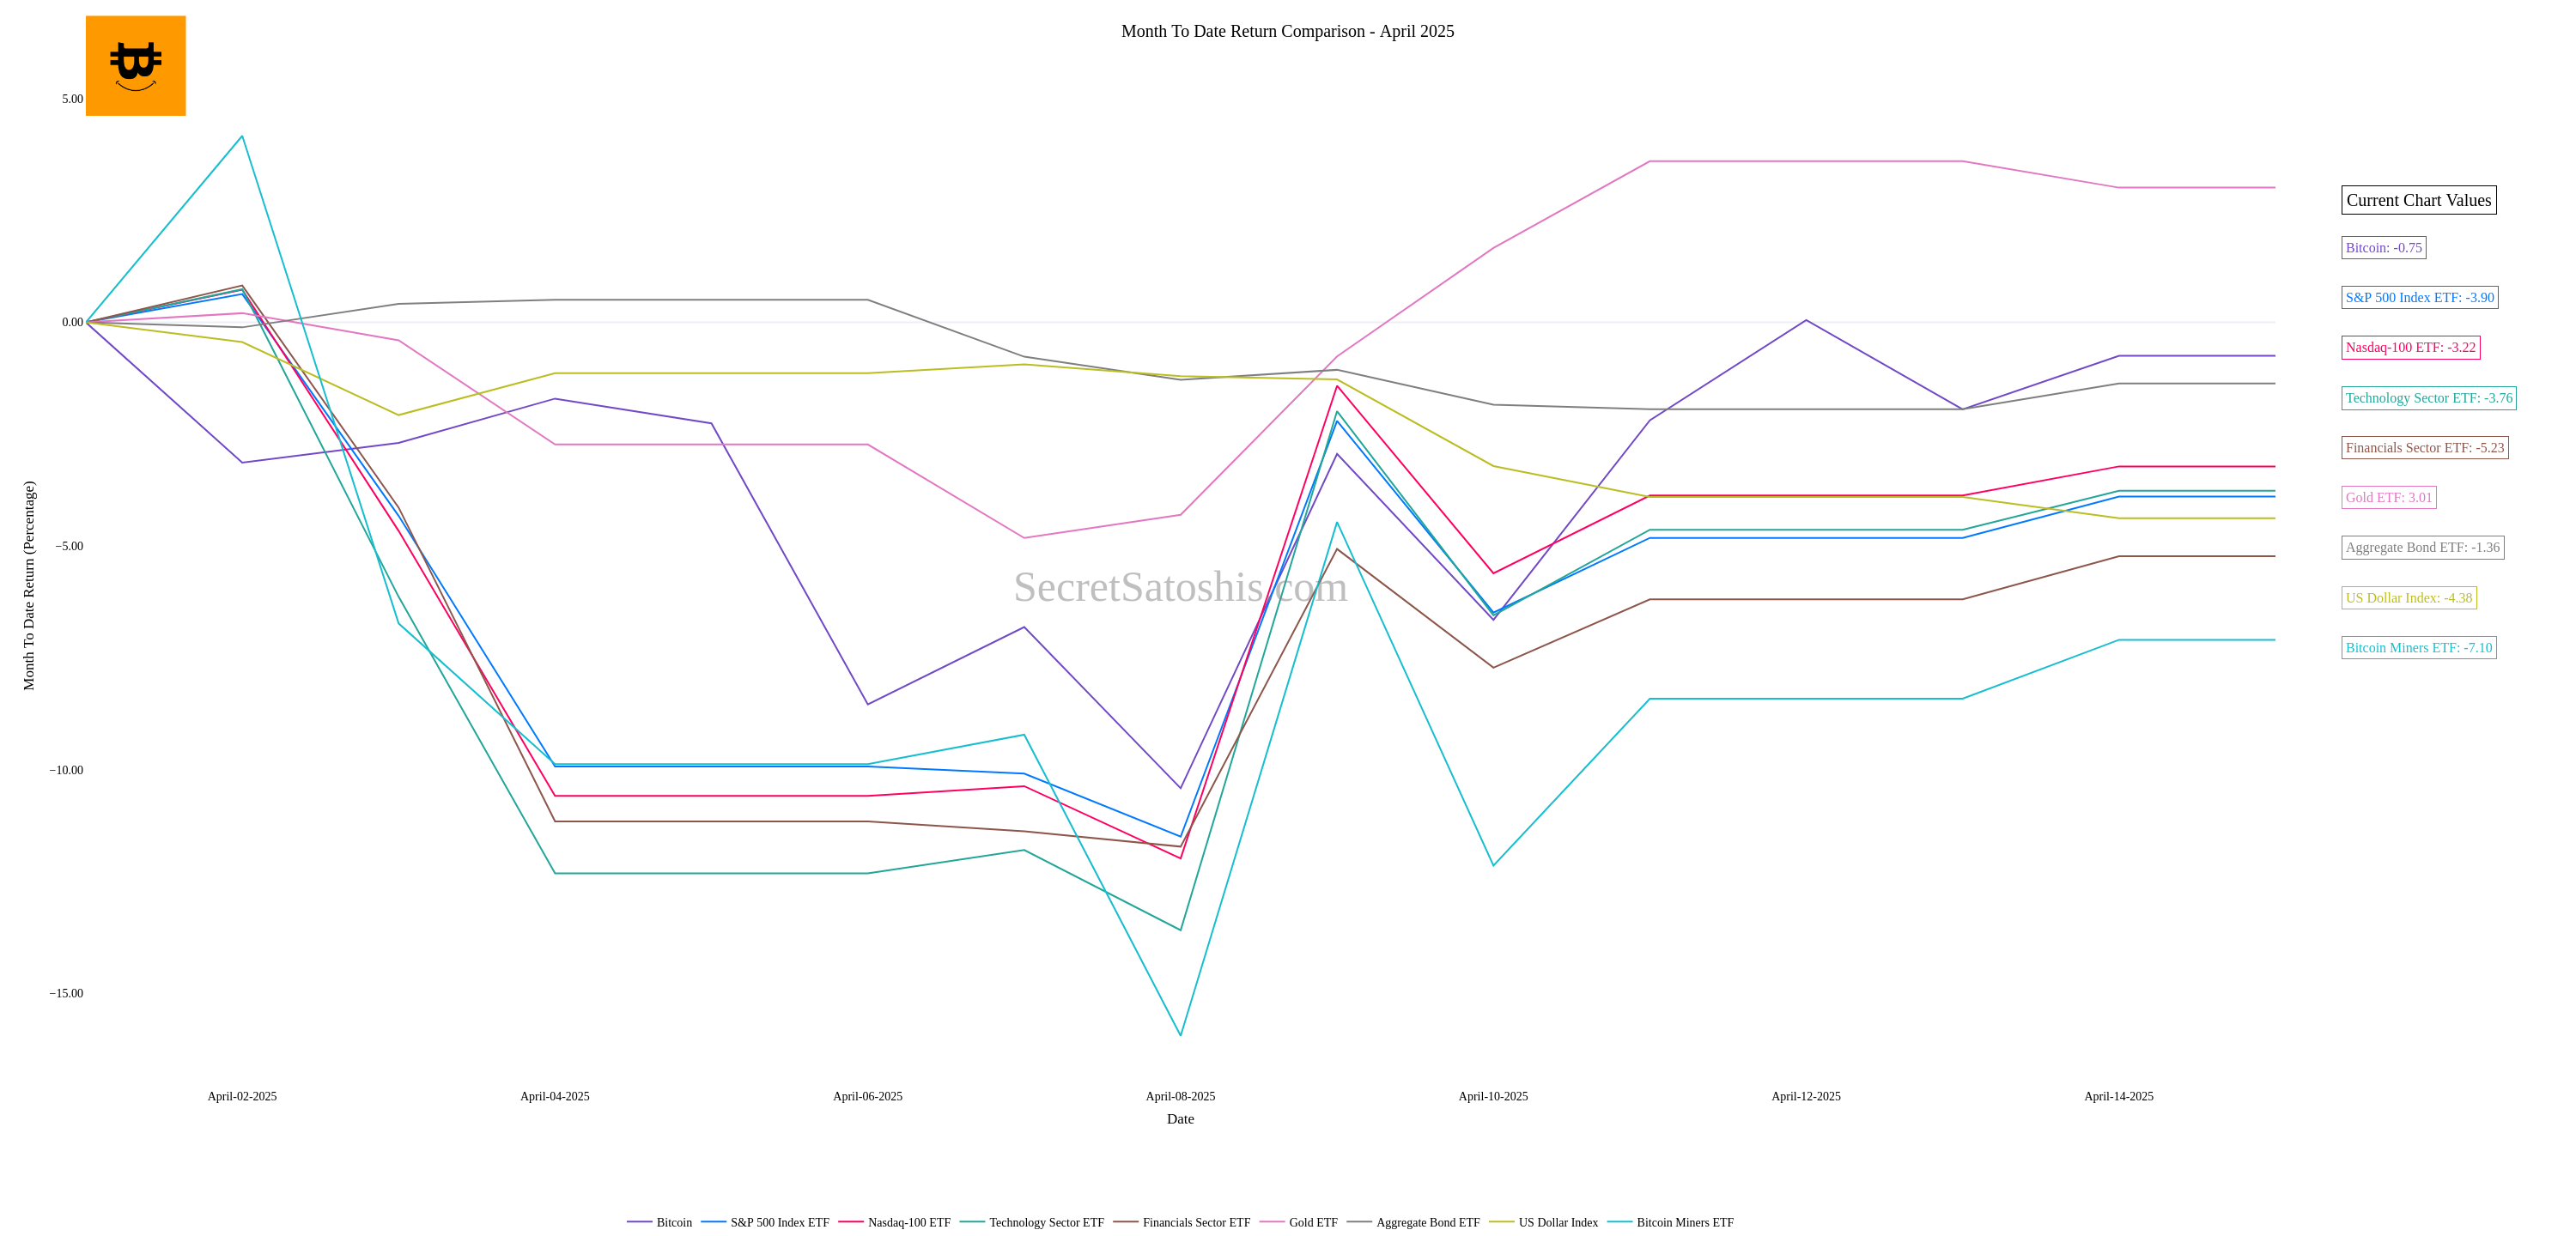 Month To Date Return Comparison - April 2025
5.00
0.00
−5.00
−10.00
−15.00
Month To Date Return (Percentage)
SecretSatoshis.com
Current Chart Values
Bitcoin: -0.75
S&P 500 Index ETF: -3.90
Nasdaq-100 ETF: -3.22
Technology Sector ETF: -3.76
Financials Sector ETF: -5.23
Gold ETF: 3.01
Aggregate Bond ETF: -1.36
US Dollar Index: -4.38
Bitcoin Miners ETF: -7.10
April-02-2025 April-04-2025 April-06-2025 April-08-2025 April-10-2025 April-12-2025 April-14-2025
Date
Bitcoin S&P 500 Index ETF Nasdaq-100 ETF Technology Sector ETF Financials Sector ETF Gold ETF Aggregate Bond ETF US Dollar Index Bitcoin Miners ETF